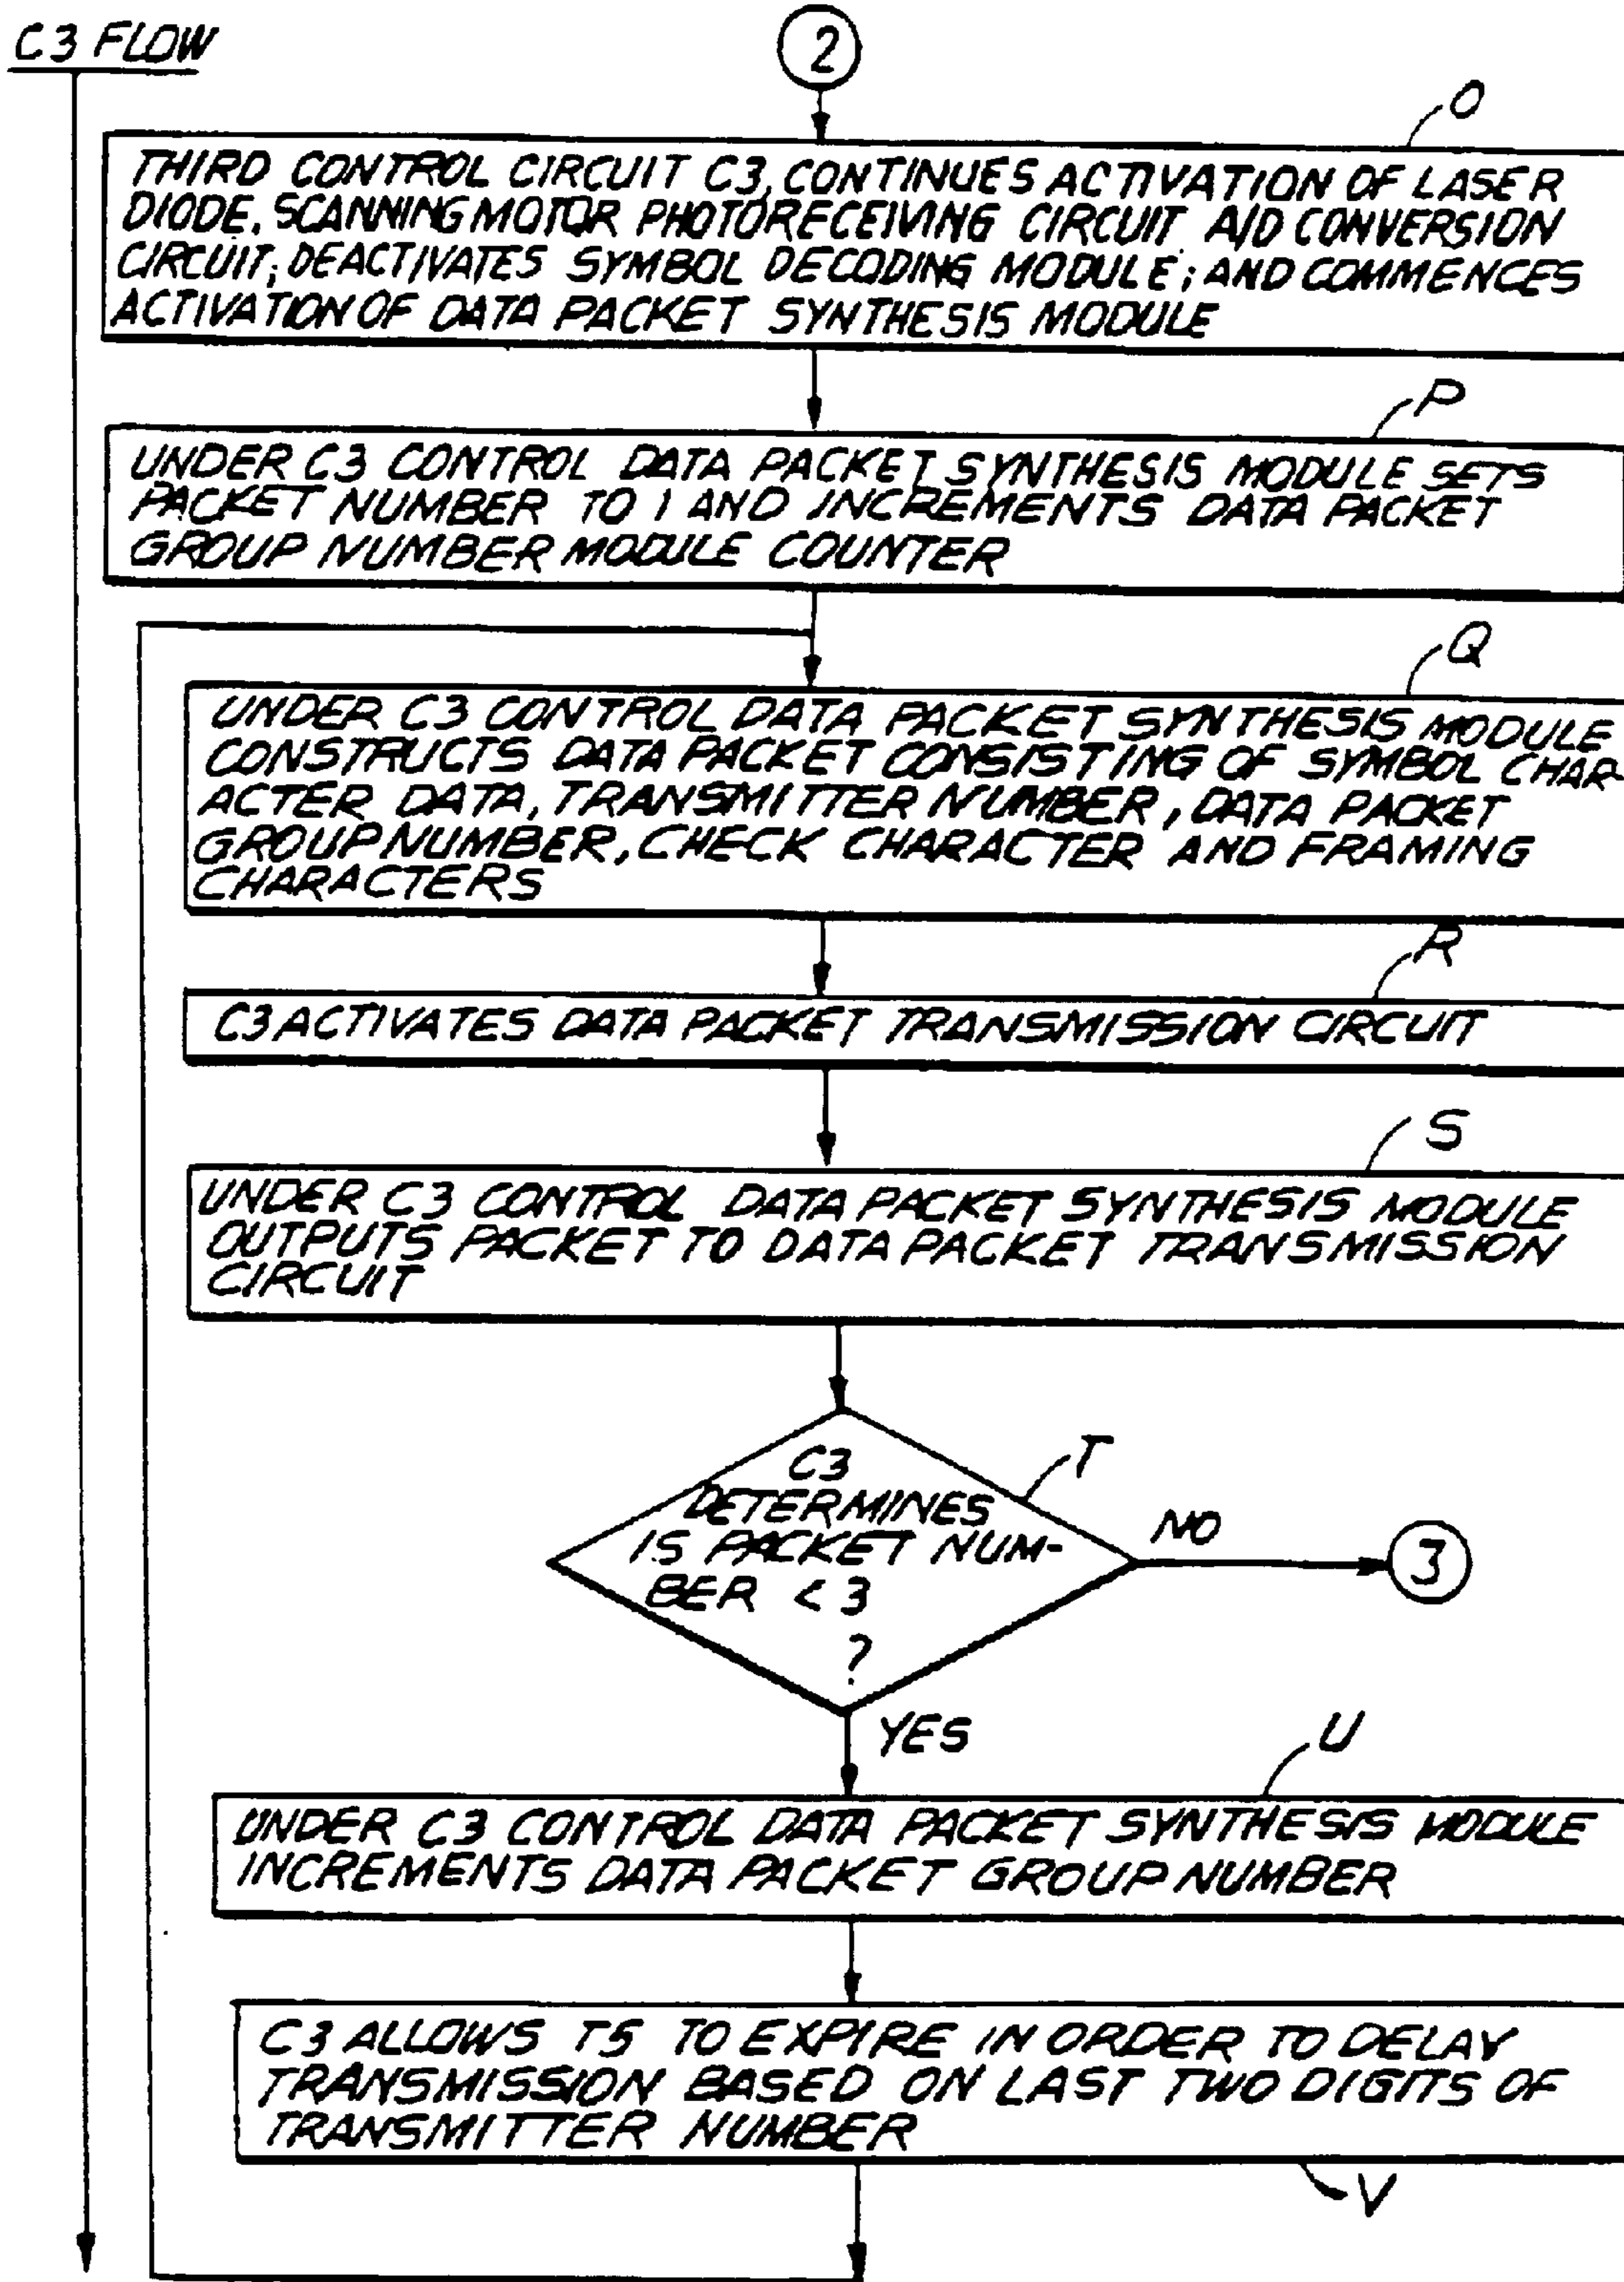 C3 FLOW
2
O
THIRD CONTROL CIRCUIT C3, CONTINUES ACTIVATION OF LASER
DIODE, SCANNING MOTOR PHOTORECEIVING CIRCUIT A/D CONVERSION
CIRCUIT; DEACTIVATES SYMBOL DECODING MODULE; AND COMMENCES
ACTIVATION OF DATA PACKET SYNTHESIS MODULE
P
UNDER C3 CONTROL DATA PACKET SYNTHESIS MODULE SETS
PACKET NUMBER TO 1 AND INCREMENTS DATA PACKET
GROUP NUMBER MODULE COUNTER
Q
UNDER C3 CONTROL DATA PACKET SYNTHESIS MODULE
CONSTRUCTS DATA PACKET CONSISTING OF SYMBOL CHAR-
ACTER DATA, TRANSMITTER NUMBER, DATA PACKET
GROUP NUMBER, CHECK CHARACTER AND FRAMING
CHARACTERS
R
C3 ACTIVATES DATA PACKET TRANSMISSION CIRCUIT
S
UNDER C3 CONTROL DATA PACKET SYNTHESIS MODULE
OUTPUTS PACKET TO DATA PACKET TRANSMISSION
CIRCUIT
T
C3
DETERMINES
IS PACKET NUM-
BER < 3
?
NO
3
YES
U
UNDER C3 CONTROL DATA PACKET SYNTHESIS MODULE
INCREMENTS DATA PACKET GROUP NUMBER
C3 ALLOWS T5 TO EXPIRE IN ORDER TO DELAY
TRANSMISSION BASED ON LAST TWO DIGITS OF
TRANSMITTER NUMBER
V